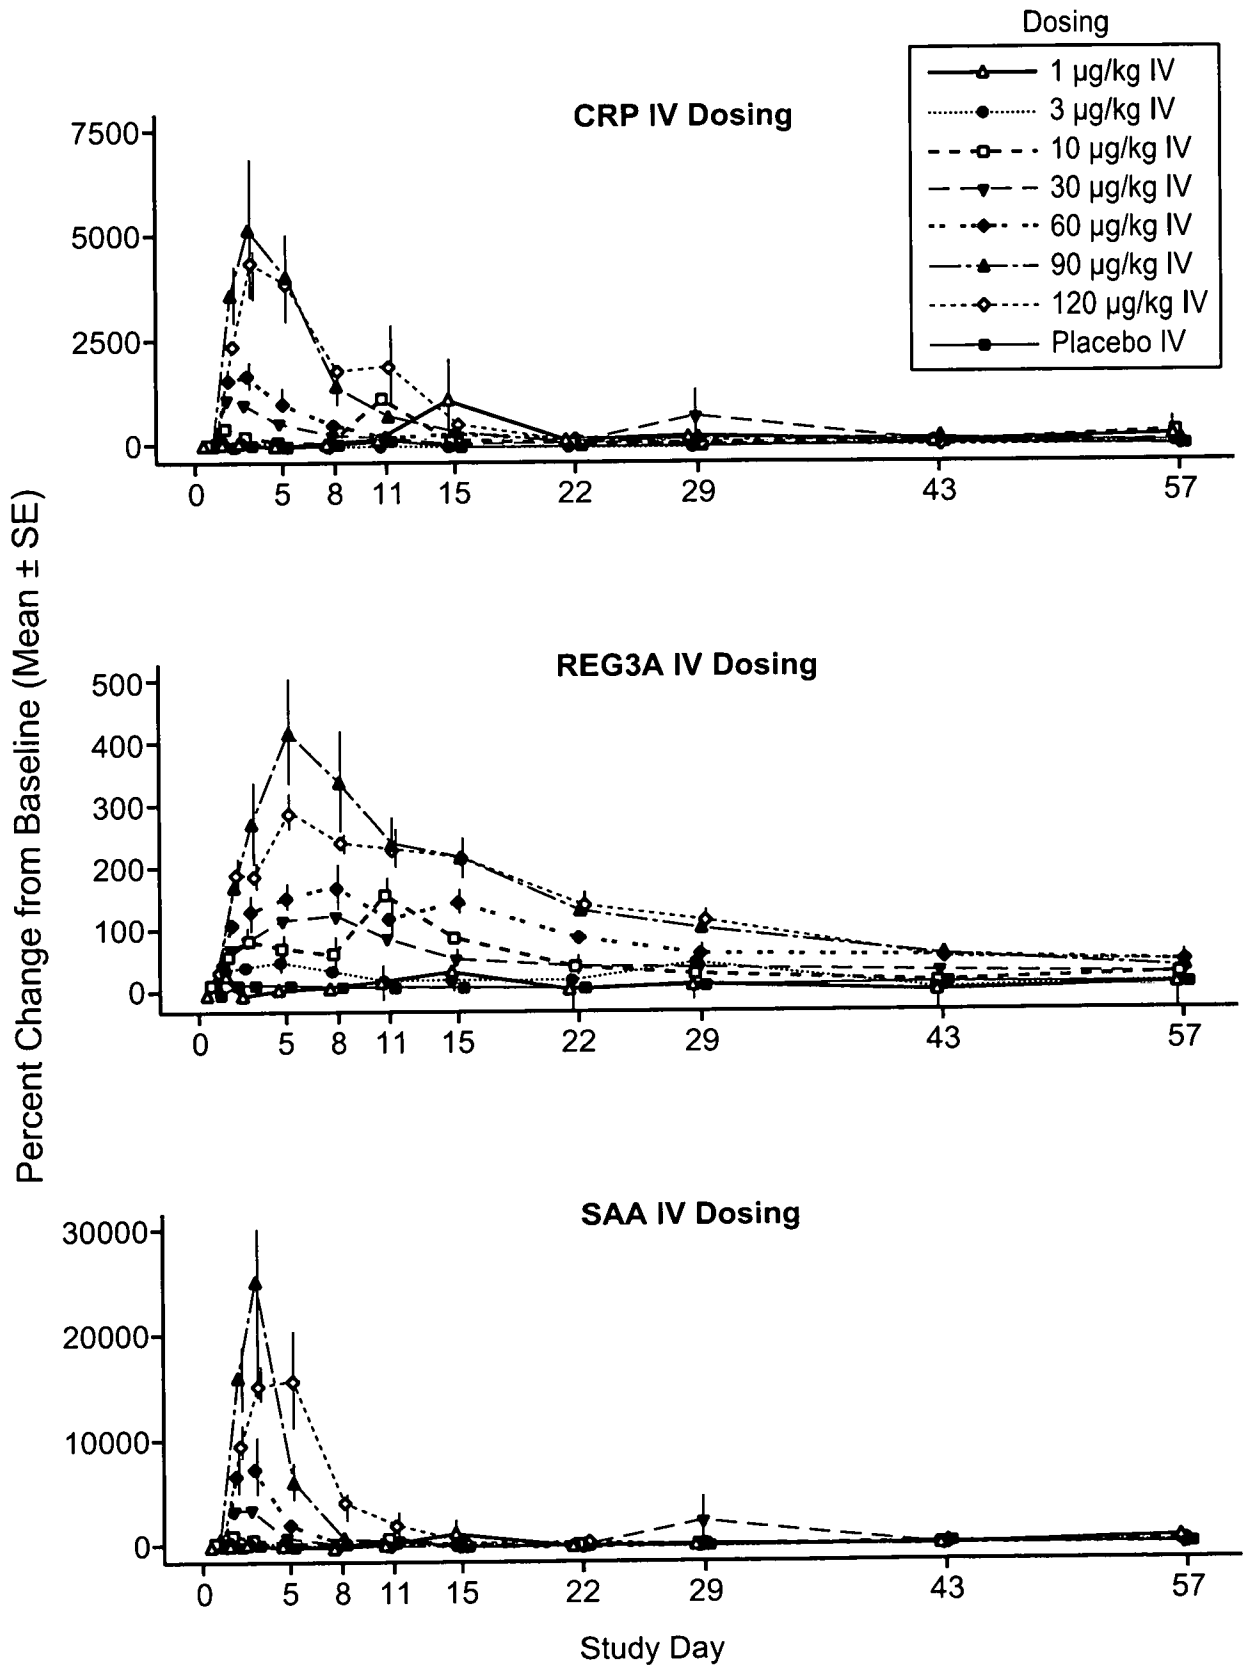 Dosing
1 µg/kg IV
3 µg/kg IV
10 µg/kg IV
30 µg/kg IV
60 µg/kg IV
90 µg/kg IV
120 µg/kg IV
Placebo IV
Percent Change from Baseline (Mean ± SE)
CRP IV Dosing
7500
5000
2500
0
0 5 8 11 15 22 29 43 57
REG3A IV Dosing
500
400
300
200
100
0
0 5 8 11 15 22 29 43 57
SAA IV Dosing
30000
20000
10000
0
0 5 8 11 15 22 29 43 57
Study Day